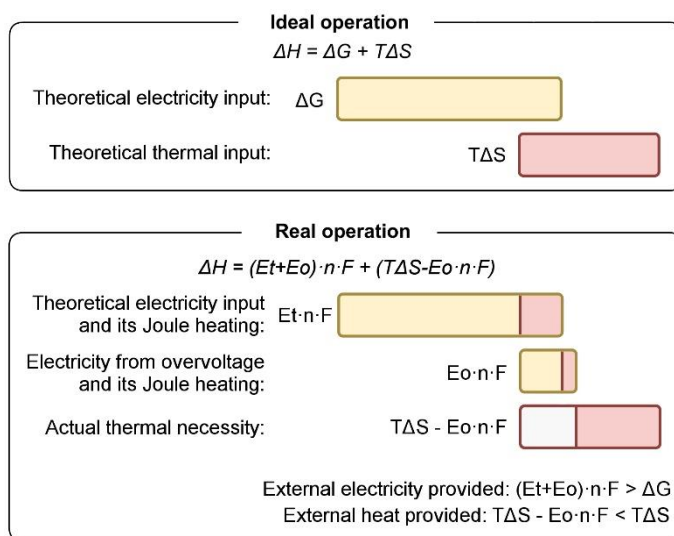 Ideal operation
ΔH = ΔG + TΔS
Theoretical electricity input: ΔG
Theoretical thermal input: TΔS
Real operation
ΔH = (Et+Eo)·n·F + (TΔS-Eo·n·F)
Theoretical electricity input
and its Joule heating: Et·n·F
Electricity from overvoltage
and its Joule heating: Eo·n·F
Actual thermal necessity: TΔS - Eo·n·F
External electricity provided: (Et+Eo)·n·F > ΔG
External heat provided: TΔS - Eo·n·F < TΔS